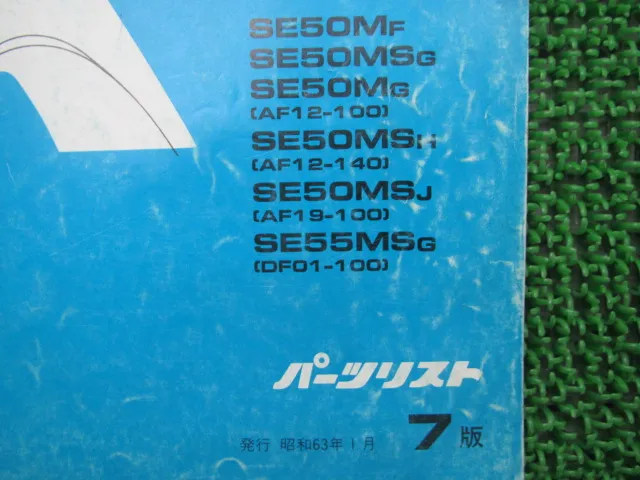 SE50MF
SE50MSG
SE50MG
(AF12-100)
SE50MSH
(AF12-140)
SE50MSJ
(AF19-100)
SE55MSG
(DF01-100)
パーツリスト
発行 昭和63年1月 7版